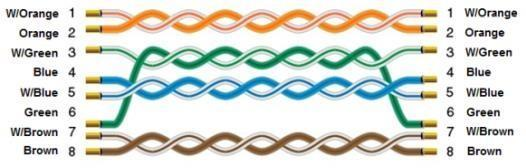 W/Orange 1 1 W/Orange
Orange 2 2 Orange
W/Green 3 3 W/Green
Blue 4 4 Blue
W/Blue 5 5 W/Blue
Green 6 6 Green
W/Brown 7 7 W/Brown
Brown 8 8 Brown